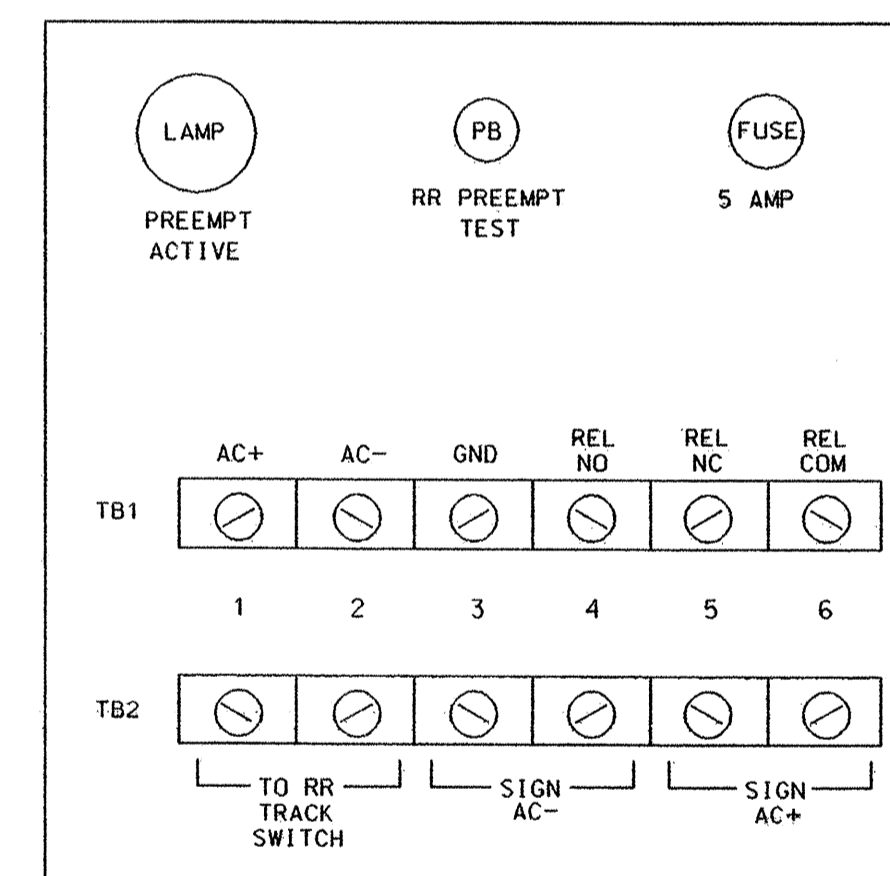 LAMP
PREEMPT
ACTIVE
PB
RR PREEMPT
TEST
FUSE
5 AMP
AC+
AC-
GND
REL
NO
REL
NC
REL
COM
TB1
1 2 3 4 5 6
TB2
TO RR
TRACK
SWITCH
SIGN
AC-
SIGN
AC+